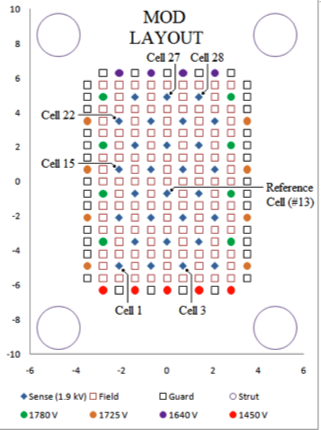 MOD
LAYOUT
10
8
6
4
2
0
-2
-4
-6
-8
-10
Cell 27
Cell 28
Cell 22
Cell 15
Reference
Cell (#13)
Cell 1
Cell 3
-6
-4
-2
0
2
4
6
Sense (1.9 kV)
Field
Guard
Strut
1780 V
1725 V
1640 V
1450 V